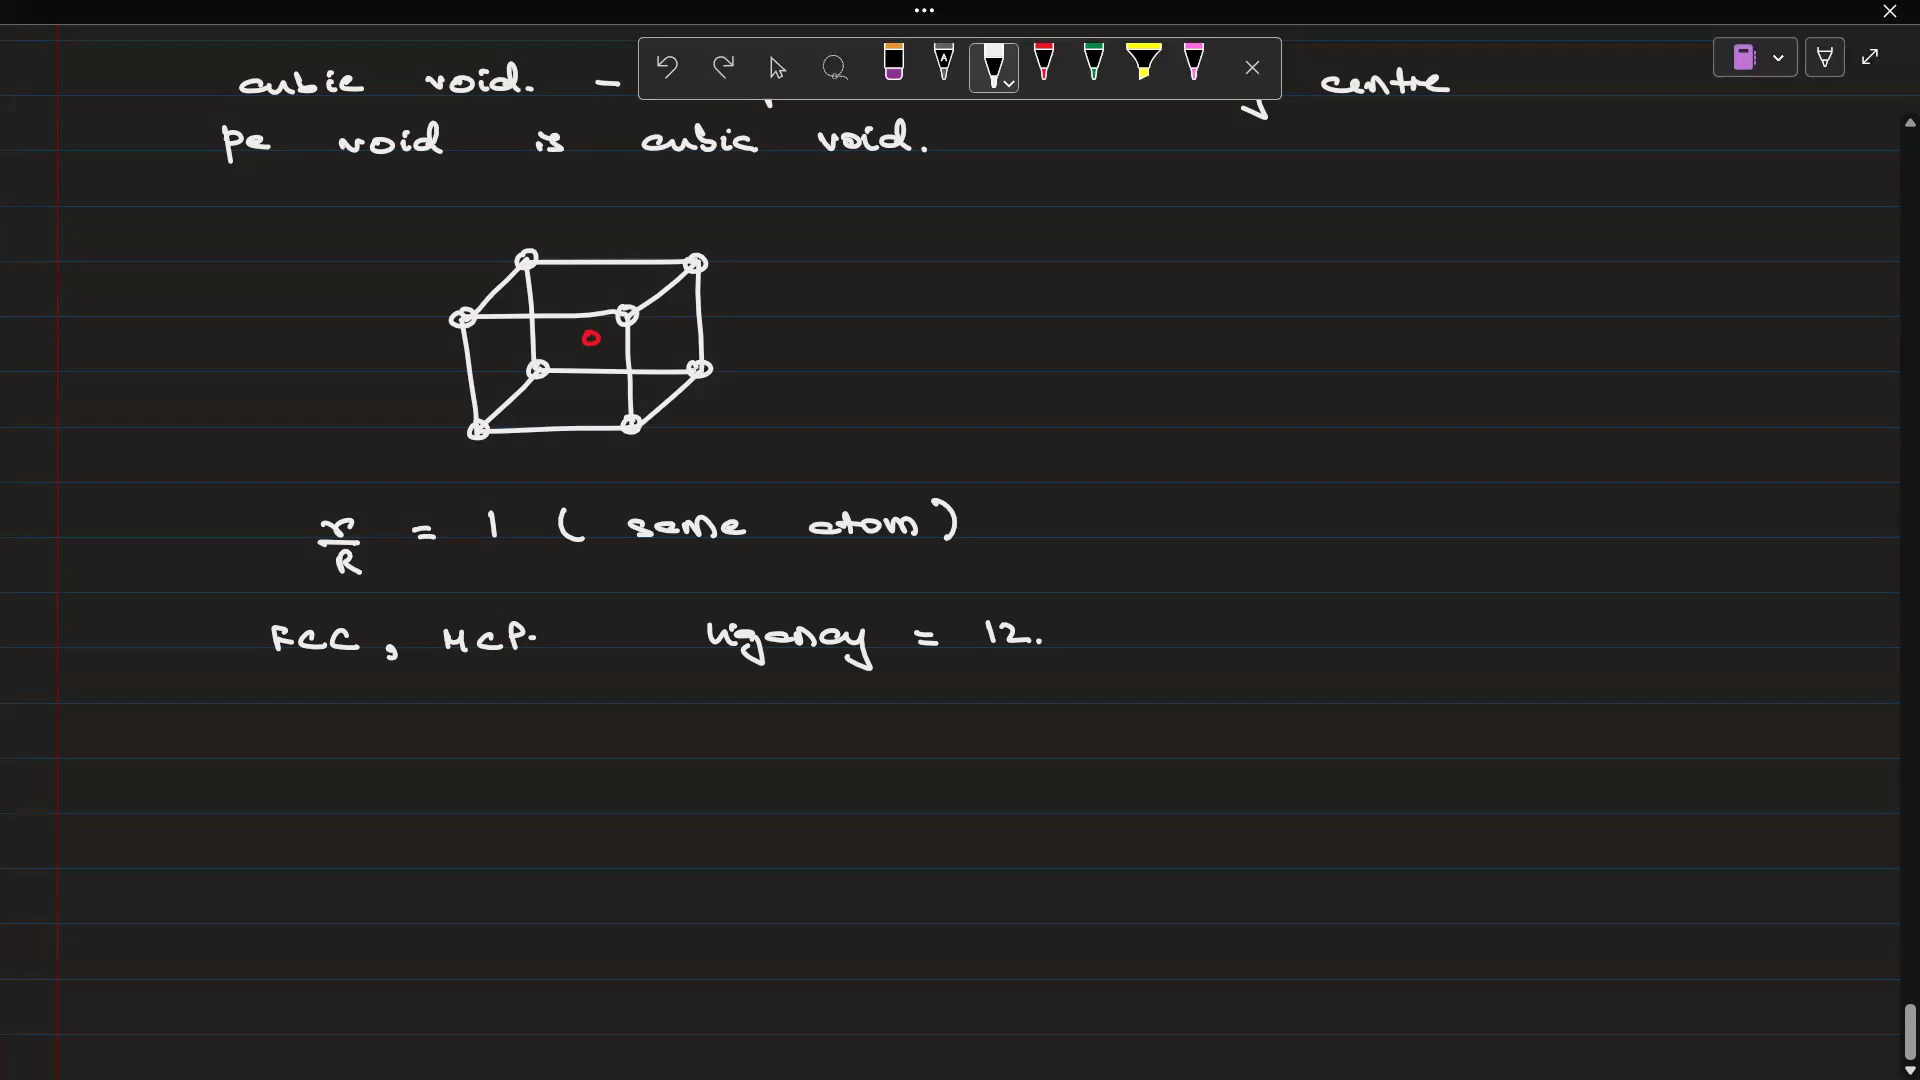 cubic void. - centre
pe void is cubic void.
r/R = 1 ( same atom)
FCC, HCP. ligancy = 12.